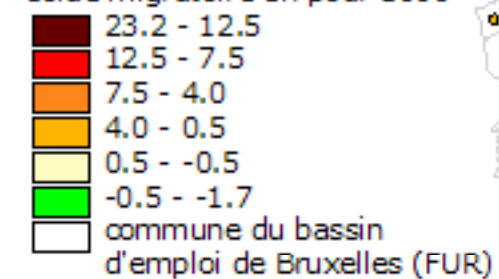 23.2 - 12.5
12.5 - 7.5
7.5 - 4.0
4.0 - 0.5
0.5 - -0.5
-0.5 - -1.7
commune du bassin
d'emploi de Bruxelles (FUR)